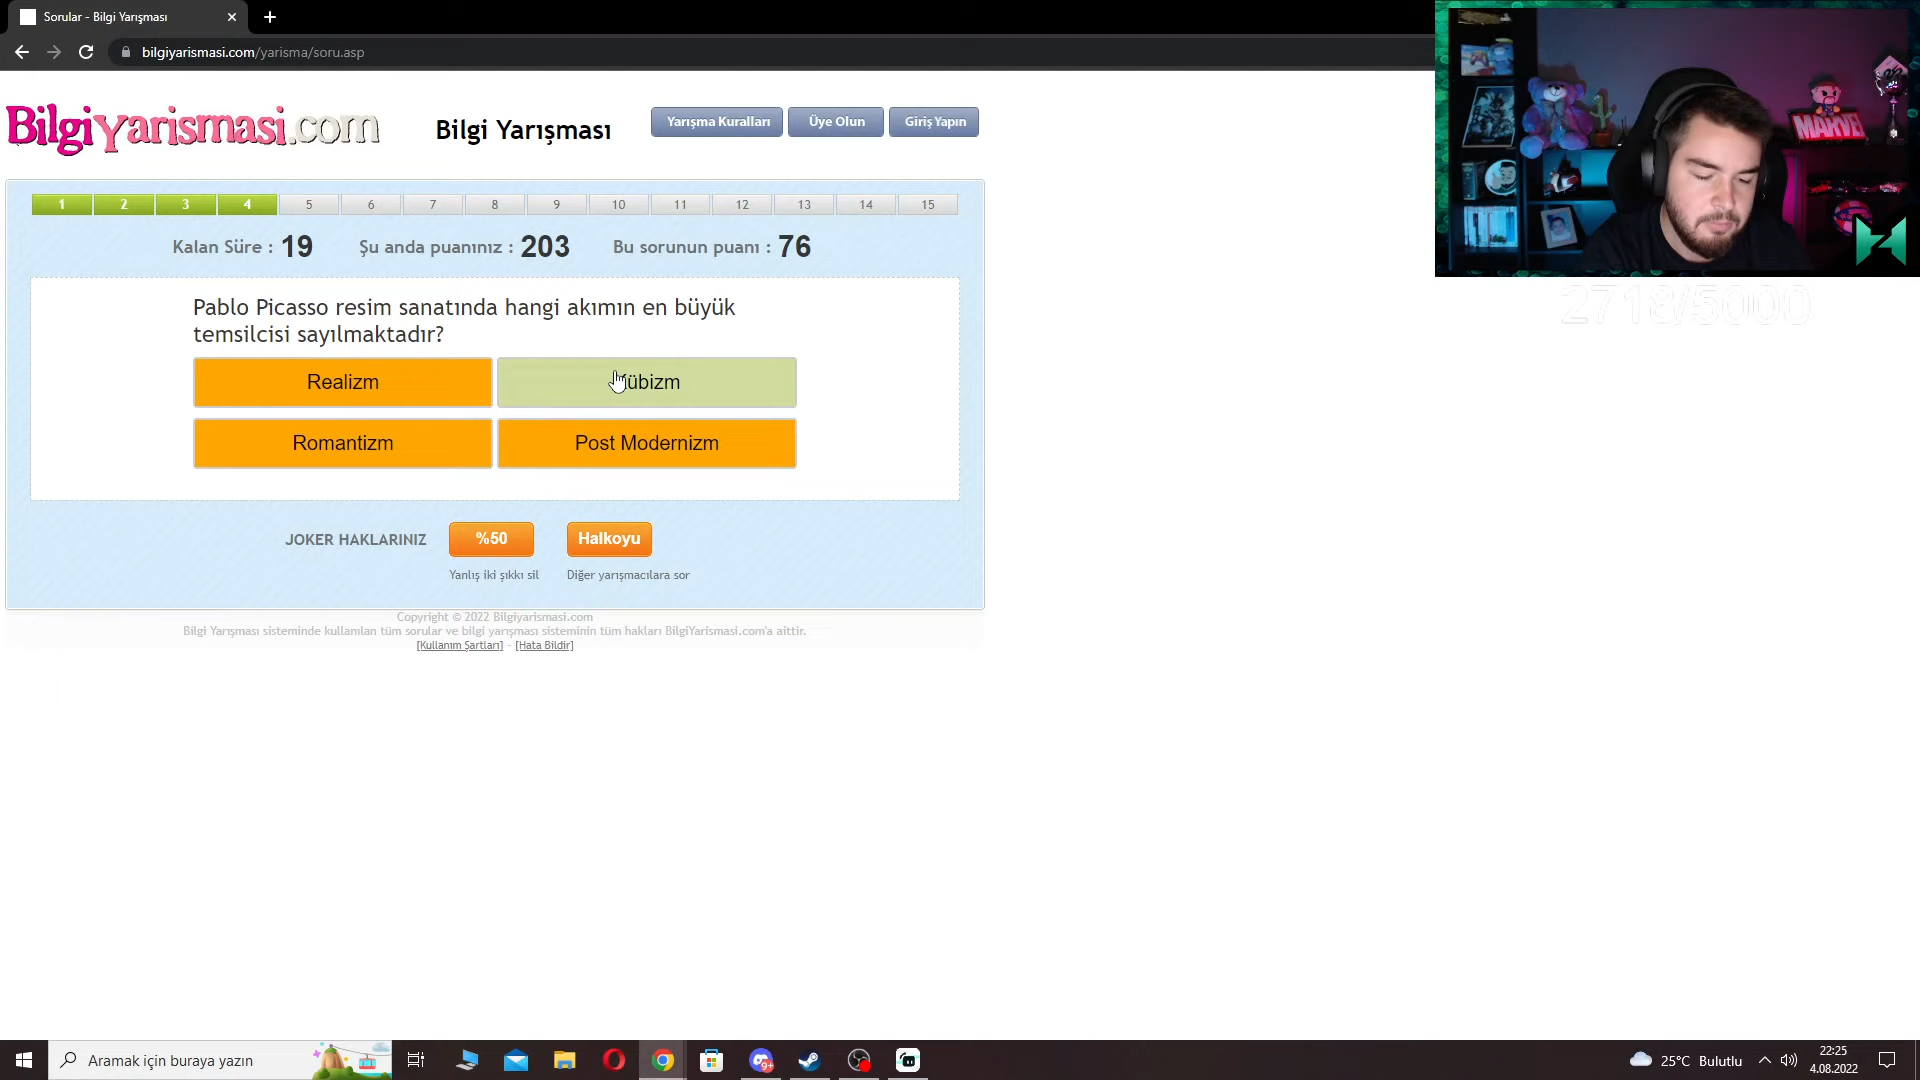 Sorular - Bilgi Yarışması
bilgiyarismasi.com/yarisma/soru.asp
Bilgiyarismasi.com
Bilgi Yarışması
Yarışma Kuralları
Üye Olun
Giriş Yapın
1 2 3 4 5 6 7 8 9 10 11 12 13 14 15
Kalan Süre : 19 Şu anda puanınız : 203 Bu sorunun puanı : 76
Pablo Picasso resim sanatında hangi akımın en büyük
temsilcisi sayılmaktadır?
Realizm
Kübizm
Romantizm
Post Modernizm
JOKER HAKLARINIZ %50 Halkoyu
Yanlış iki şıkkı sil Diğer yarışmacılara sor
Copyright © 2022 Bilgiyarismasi.com
Bilgi Yarışması sisteminde kullanılan tüm sorular ve bilgi yarışması sisteminin tüm hakları BilgiYarismasi.com'a aittir.
[Kullanım Şartları] - [Hata Bildir]
MARVEL
2718/5000
Aramak için buraya yazın
9+
25°C Bulutlu
22:25
4.08.2022